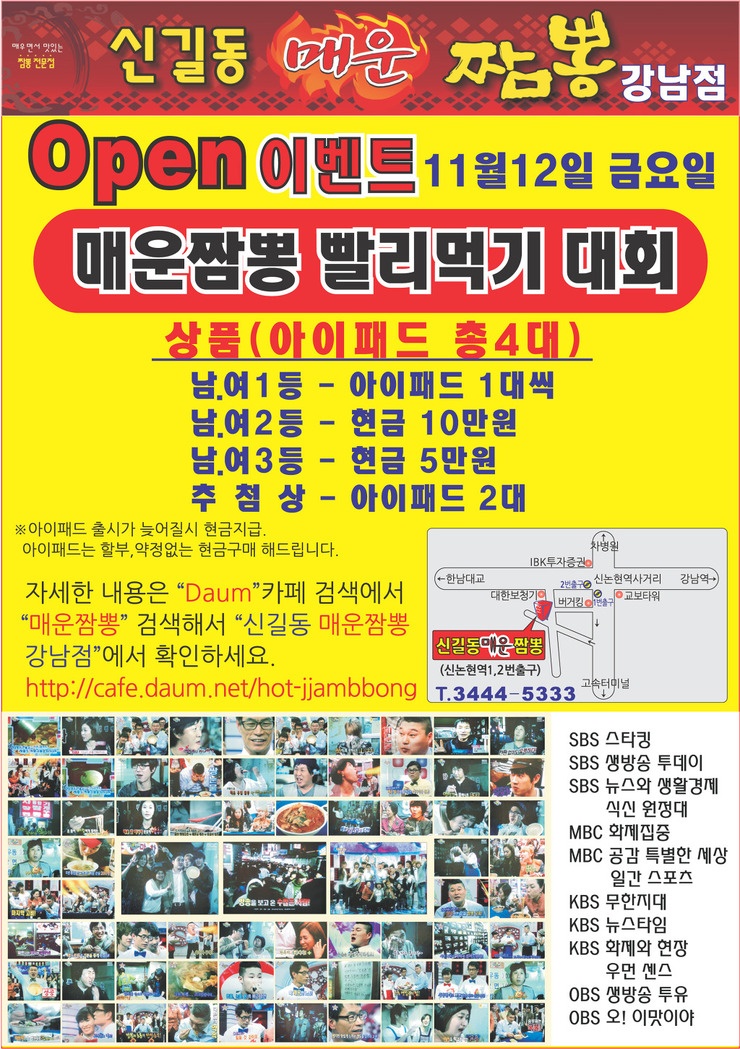 매우면서 맛있는
짬뽕 전문점
신길동 매운 짬뽕 강남점
Open 이벤트 11월12일 금요일
매운짬뽕 빨리먹기 대회
상품(아이패드 총4대)
남.여1등 - 아이패드 1대씩
남.여2등 - 현금 10만원
남.여3등 - 현금 5만원
추 첨 상 - 아이패드 2대
※아이패드 출시가 늦어질시 현금지급.
아이패드는 할부,약정없는 현금구매 해드립니다.
자세한 내용은 “Daum”카페 검색에서
“매운짬뽕” 검색해서 “신길동 매운짬뽕
강남점”에서 확인하세요.
http://cafe.daum.net/hot-jjambbong
차병원
IBK투자증권
←한남대교
2번출구
신논현역사거리
강남역→
대한보청기
버거킹
1번출구
교보타워
신길동매운짬뽕
(신논현역1,2번출구)
고속터미널
T.3444-5333
SBS 스타킹
SBS 생방송 투데이
SBS 뉴스와 생활경제
식신 원정대
MBC 화제집중
MBC 공감 특별한 세상
일간 스포츠
KBS 무한지대
KBS 뉴스타임
KBS 화제와 현장
우먼 센스
OBS 생방송 투유
OBS 오! 이맛이야